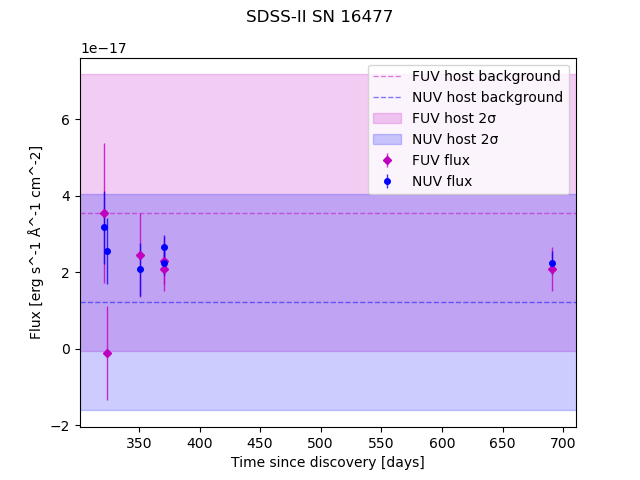 SDSS-II SN 16477
1e−17
FUV host background
NUV host background
FUV host 2σ
NUV host 2σ
FUV flux
NUV flux
6
4
2
0
−2
Flux [erg s^-1 Å^-1 cm^-2]
350 400 450 500 550 600 650 700
Time since discovery [days]